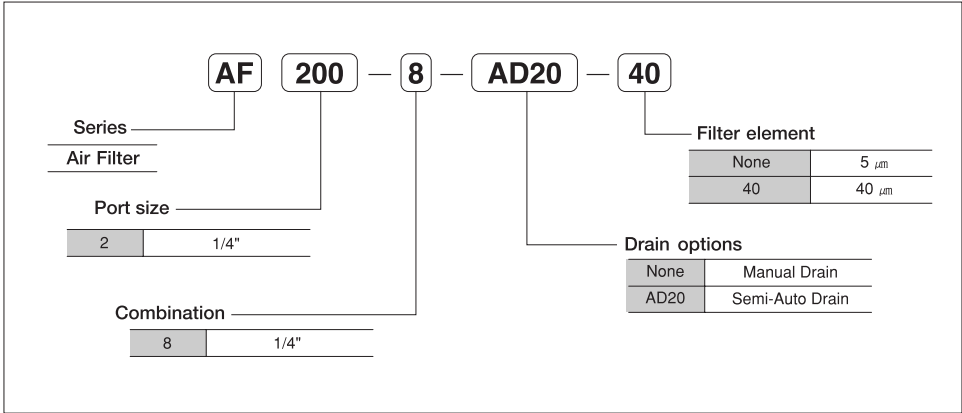 AF 200 — 8 — AD20 — 40
Series
Air Filter
Port size
2 1/4"
Combination
8 1/4"
Filter element
None 5 ㎛
40 40 ㎛
Drain options
None Manual Drain
AD20 Semi-Auto Drain